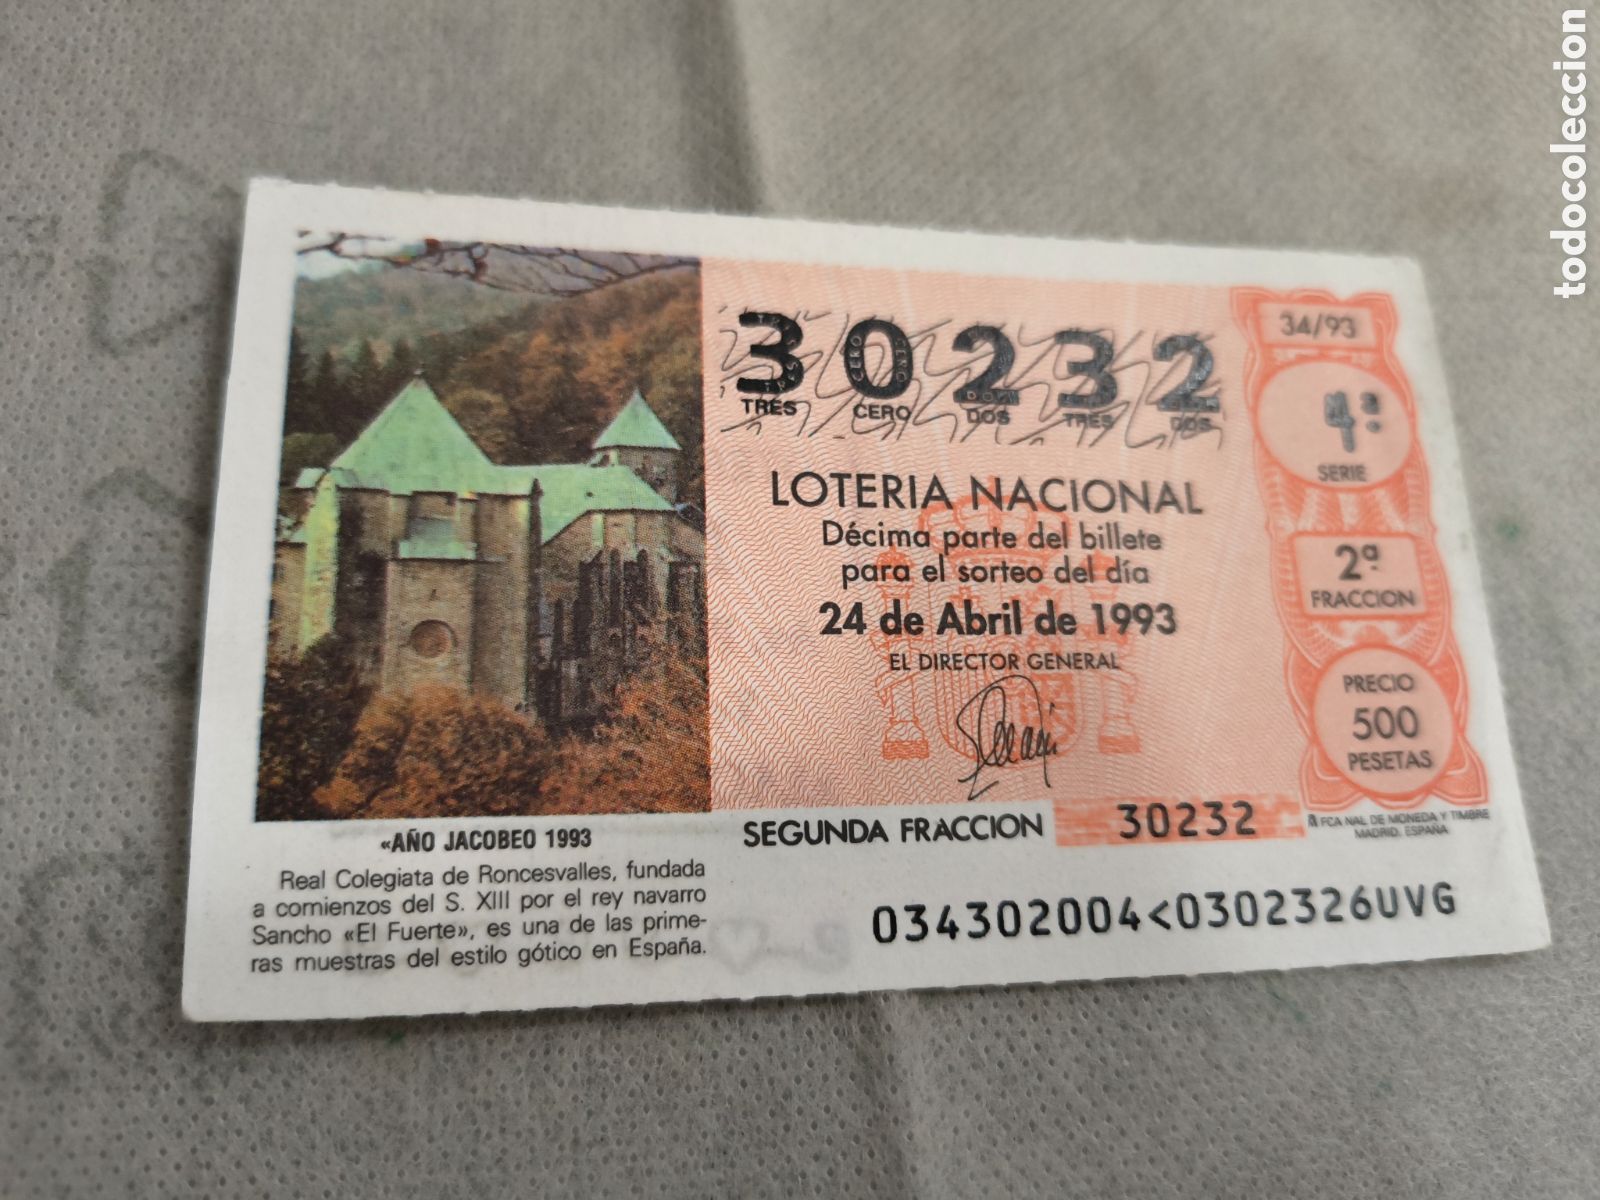 todocoleccion
30232
TRES CERO DOS TRES DOS
LOTERIA NACIONAL
Décima parte del billete
para el sorteo del día
24 de Abril de 1993
EL DIRECTOR GENERAL
34/93
4ª
SERIE
2ª
FRACCION
PRECIO
500
PESETAS
SEGUNDA FRACCION 30232
FCA NAL DE MONEDA Y TIMBRE
MADRID. ESPAÑA
034302004<0302326UVG
«AÑO JACOBEO 1993
Real Colegiata de Roncesvalles, fundada
a comienzos del S. XIII por el rey navarro
Sancho «El Fuerte», es una de las prime-
ras muestras del estilo gótico en España.